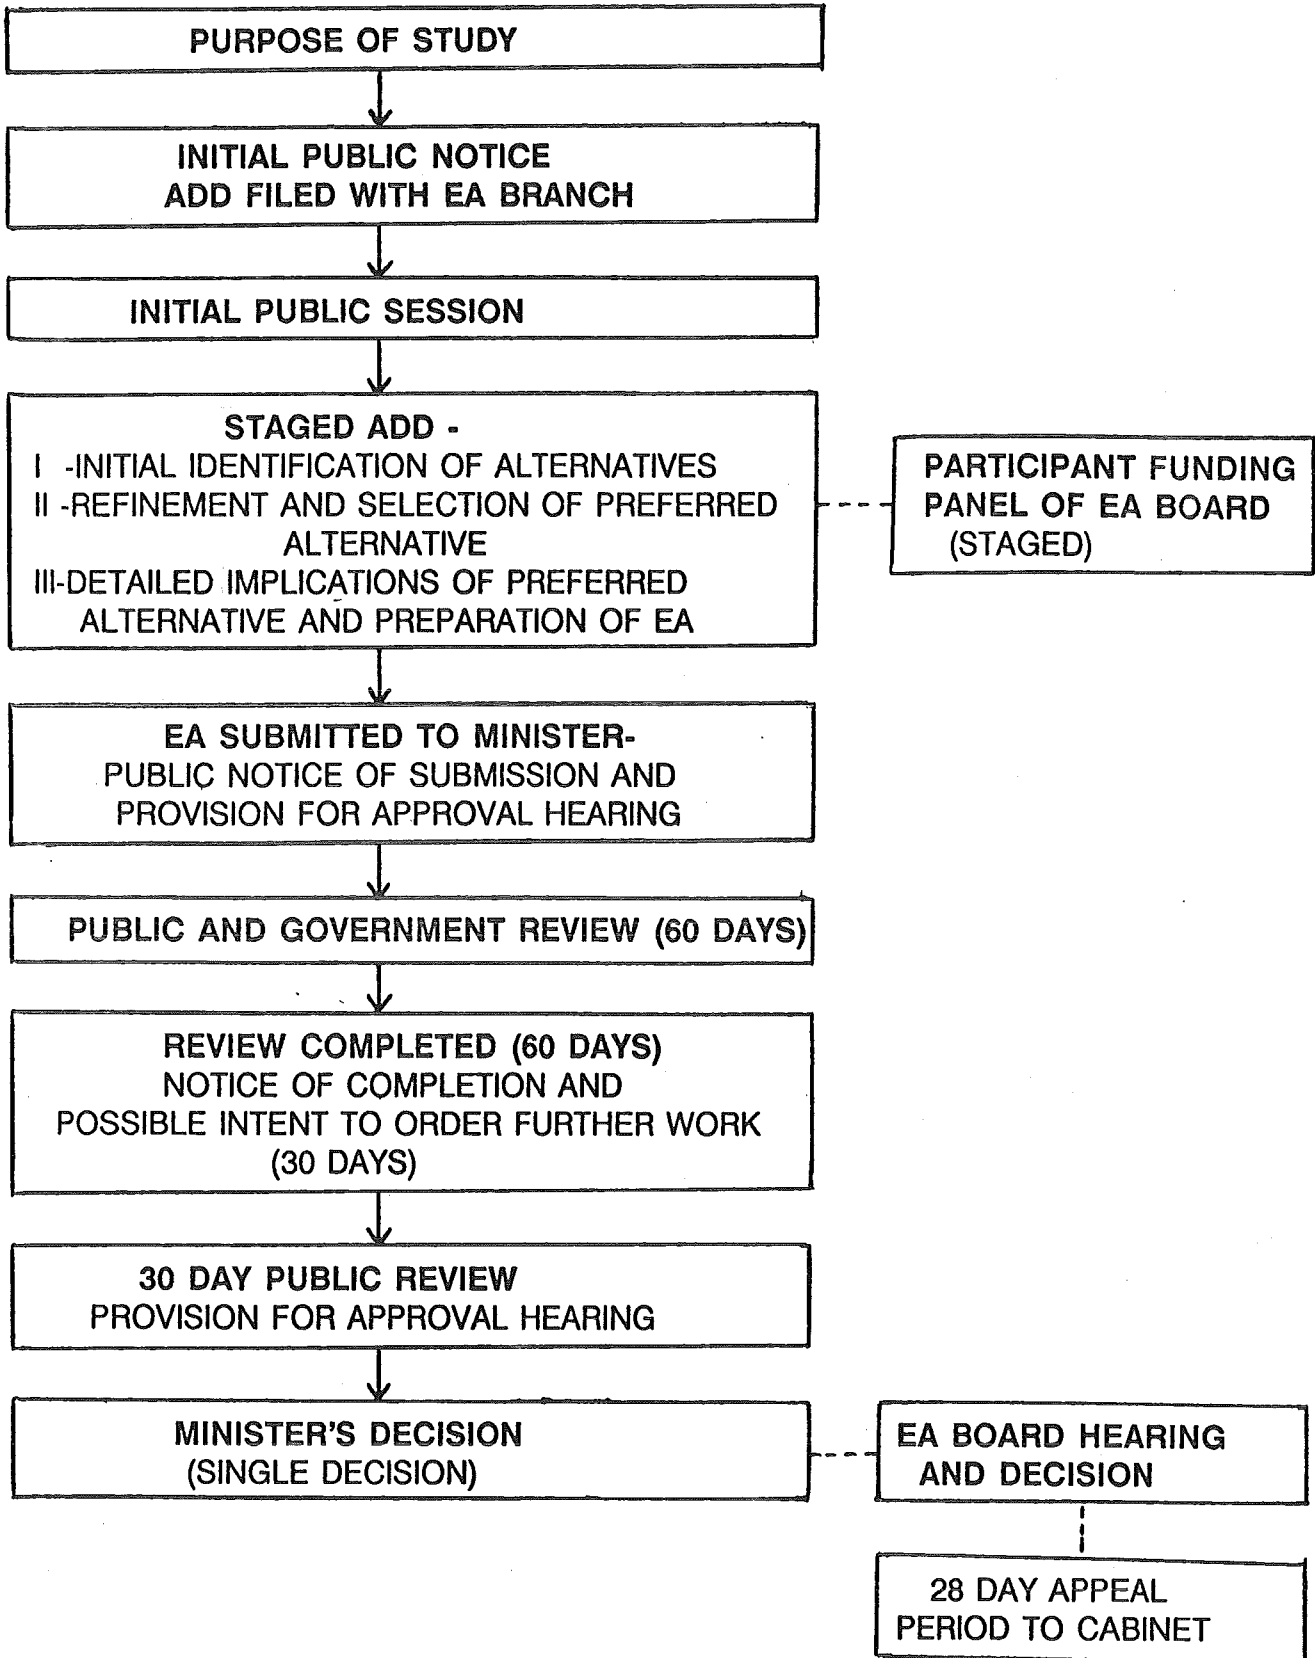 PURPOSE OF STUDY
INITIAL PUBLIC NOTICE
ADD FILED WITH EA BRANCH
INITIAL PUBLIC SESSION
STAGED ADD -
I -INITIAL IDENTIFICATION OF ALTERNATIVES
II -REFINEMENT AND SELECTION OF PREFERRED
ALTERNATIVE
III-DETAILED IMPLICATIONS OF PREFERRED
ALTERNATIVE AND PREPARATION OF EA
PARTICIPANT FUNDING
PANEL OF EA BOARD
(STAGED)
EA SUBMITTED TO MINISTER-
PUBLIC NOTICE OF SUBMISSION AND
PROVISION FOR APPROVAL HEARING
PUBLIC AND GOVERNMENT REVIEW (60 DAYS)
REVIEW COMPLETED (60 DAYS)
NOTICE OF COMPLETION AND
POSSIBLE INTENT TO ORDER FURTHER WORK
(30 DAYS)
30 DAY PUBLIC REVIEW
PROVISION FOR APPROVAL HEARING
MINISTER'S DECISION
(SINGLE DECISION)
EA BOARD HEARING
AND DECISION
28 DAY APPEAL
PERIOD TO CABINET